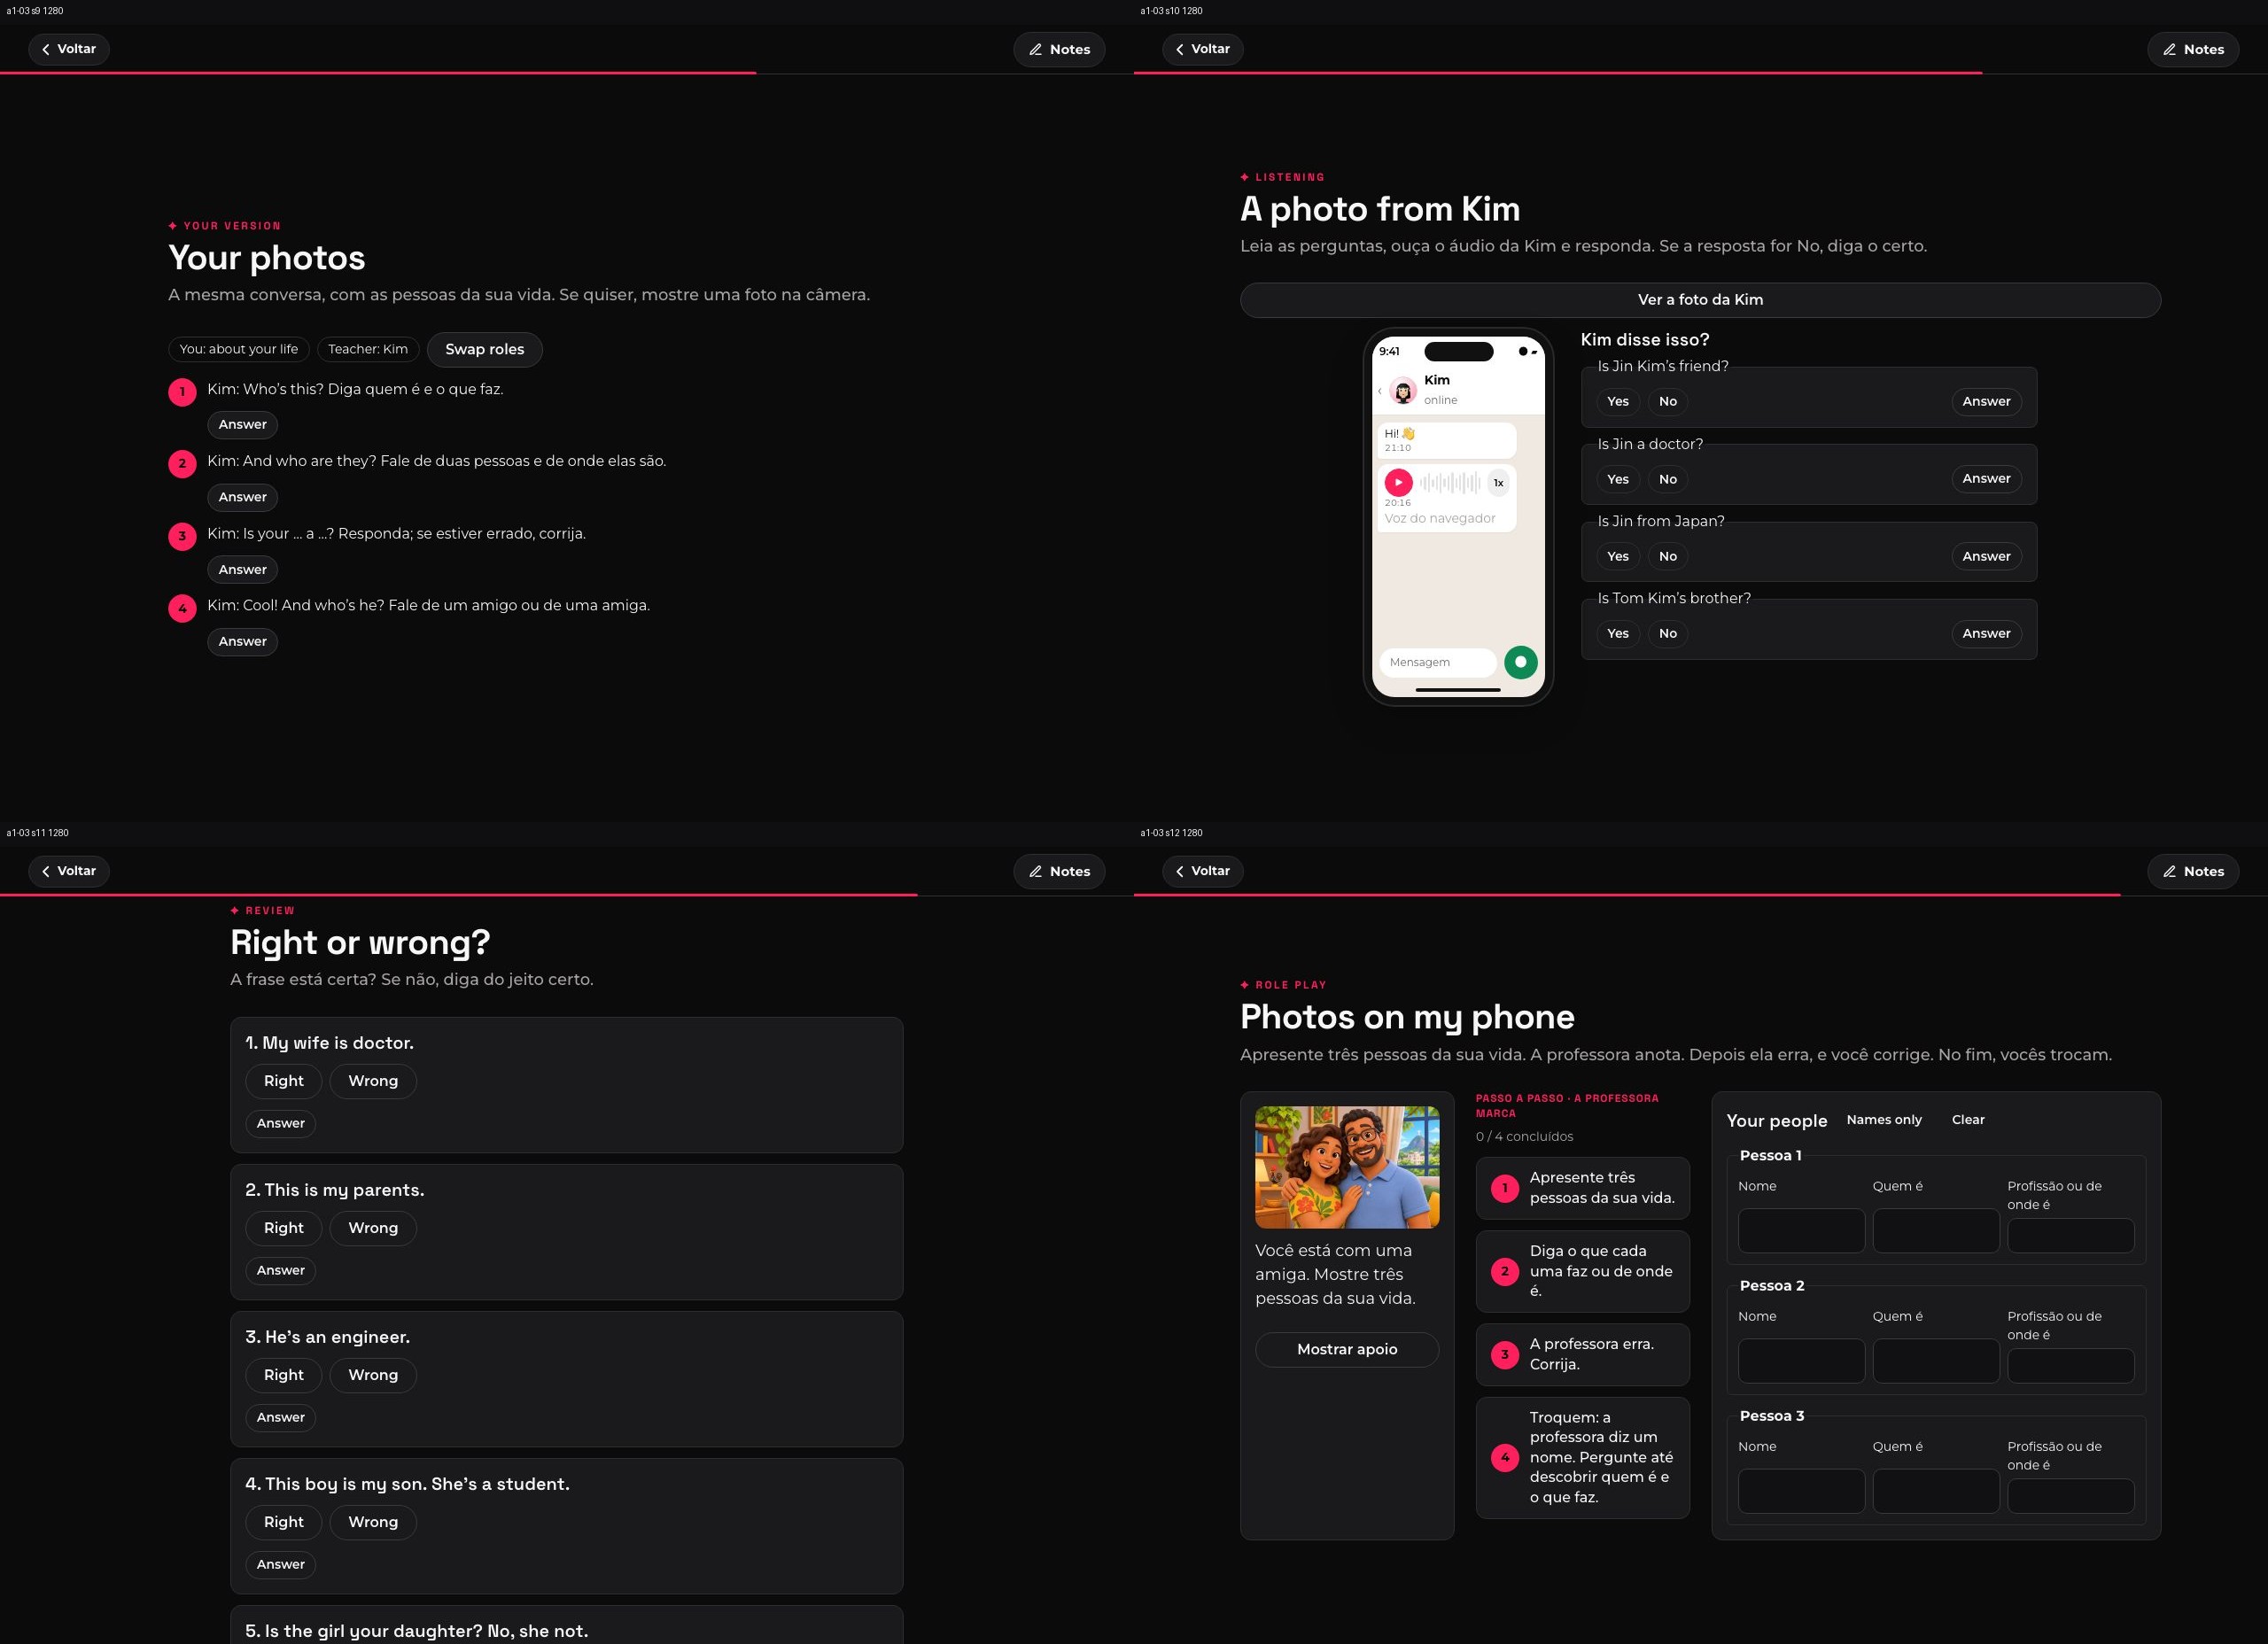 a1-03 s9 1280
Voltar
Notes
YOUR VERSION
Your photos
A mesma conversa, com as pessoas da sua vida. Se quiser, mostre uma foto na câmera.
You: about your life
Teacher: Kim
Swap roles
1
Kim: Who’s this? Diga quem é e o que faz.
Answer
2
Kim: And who are they? Fale de duas pessoas e de onde elas são.
Answer
3
Kim: Is your ... a ...? Responda; se estiver errado, corrija.
Answer
4
Kim: Cool! And who’s he? Fale de um amigo ou de uma amiga.
Answer
a1-03 s10 1280
Voltar
Notes
LISTENING
A photo from Kim
Leia as perguntas, ouça o áudio da Kim e responda. Se a resposta for No, diga o certo.
Ver a foto da Kim
9:41
Kim
online
Hi! 👋
21:10
1x
20:16
Voz do navegador
Mensagem
Kim disse isso?
Is Jin Kim’s friend?
Yes
No
Answer
Is Jin a doctor?
Yes
No
Answer
Is Jin from Japan?
Yes
No
Answer
Is Tom Kim’s brother?
Yes
No
Answer
a1-03 s11 1280
Voltar
Notes
REVIEW
Right or wrong?
A frase está certa? Se não, diga do jeito certo.
1. My wife is doctor.
Right
Wrong
Answer
2. This is my parents.
Right
Wrong
Answer
3. He’s an engineer.
Right
Wrong
Answer
4. This boy is my son. She’s a student.
Right
Wrong
Answer
5. Is the girl your daughter? No, she not.
a1-03 s12 1280
Voltar
Notes
ROLE PLAY
Photos on my phone
Apresente três pessoas da sua vida. A professora anota. Depois ela erra, e você corrige. No fim, vocês trocam.
Você está com uma
amiga. Mostre três
pessoas da sua vida.
Mostrar apoio
PASSO A PASSO · A PROFESSORA
MARCA
0 / 4 concluídos
1
Apresente três
pessoas da sua vida.
2
Diga o que cada
uma faz ou de onde
é.
3
A professora erra.
Corrija.
4
Troquem: a
professora diz um
nome. Pergunte até
descobrir quem é e
o que faz.
Your people
Names only
Clear
Pessoa 1
Nome
Quem é
Profissão ou de
onde é
Pessoa 2
Nome
Quem é
Profissão ou de
onde é
Pessoa 3
Nome
Quem é
Profissão ou de
onde é